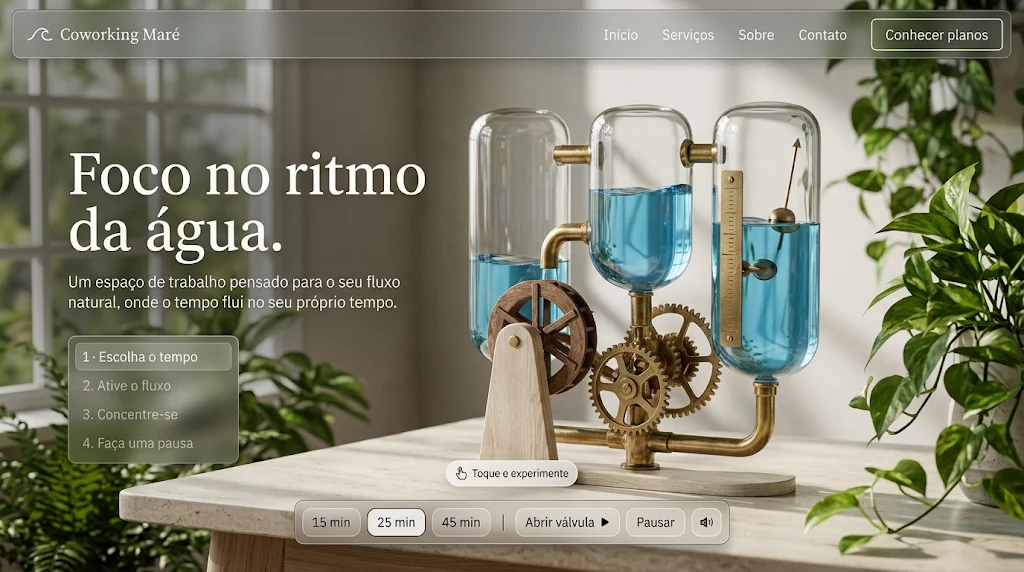 Coworking Maré
Início
Serviços
Sobre
Contato
Conhecer planos
Foco no ritmo
da água.
Um espaço de trabalho pensado para o seu fluxo
natural, onde o tempo flui no seu próprio tempo.
1 · Escolha o tempo
2. Ative o fluxo
3. Concentre-se
4. Faça uma pausa
Toque e experimente
15 min
25 min
45 min
Abrir válvula
Pausar